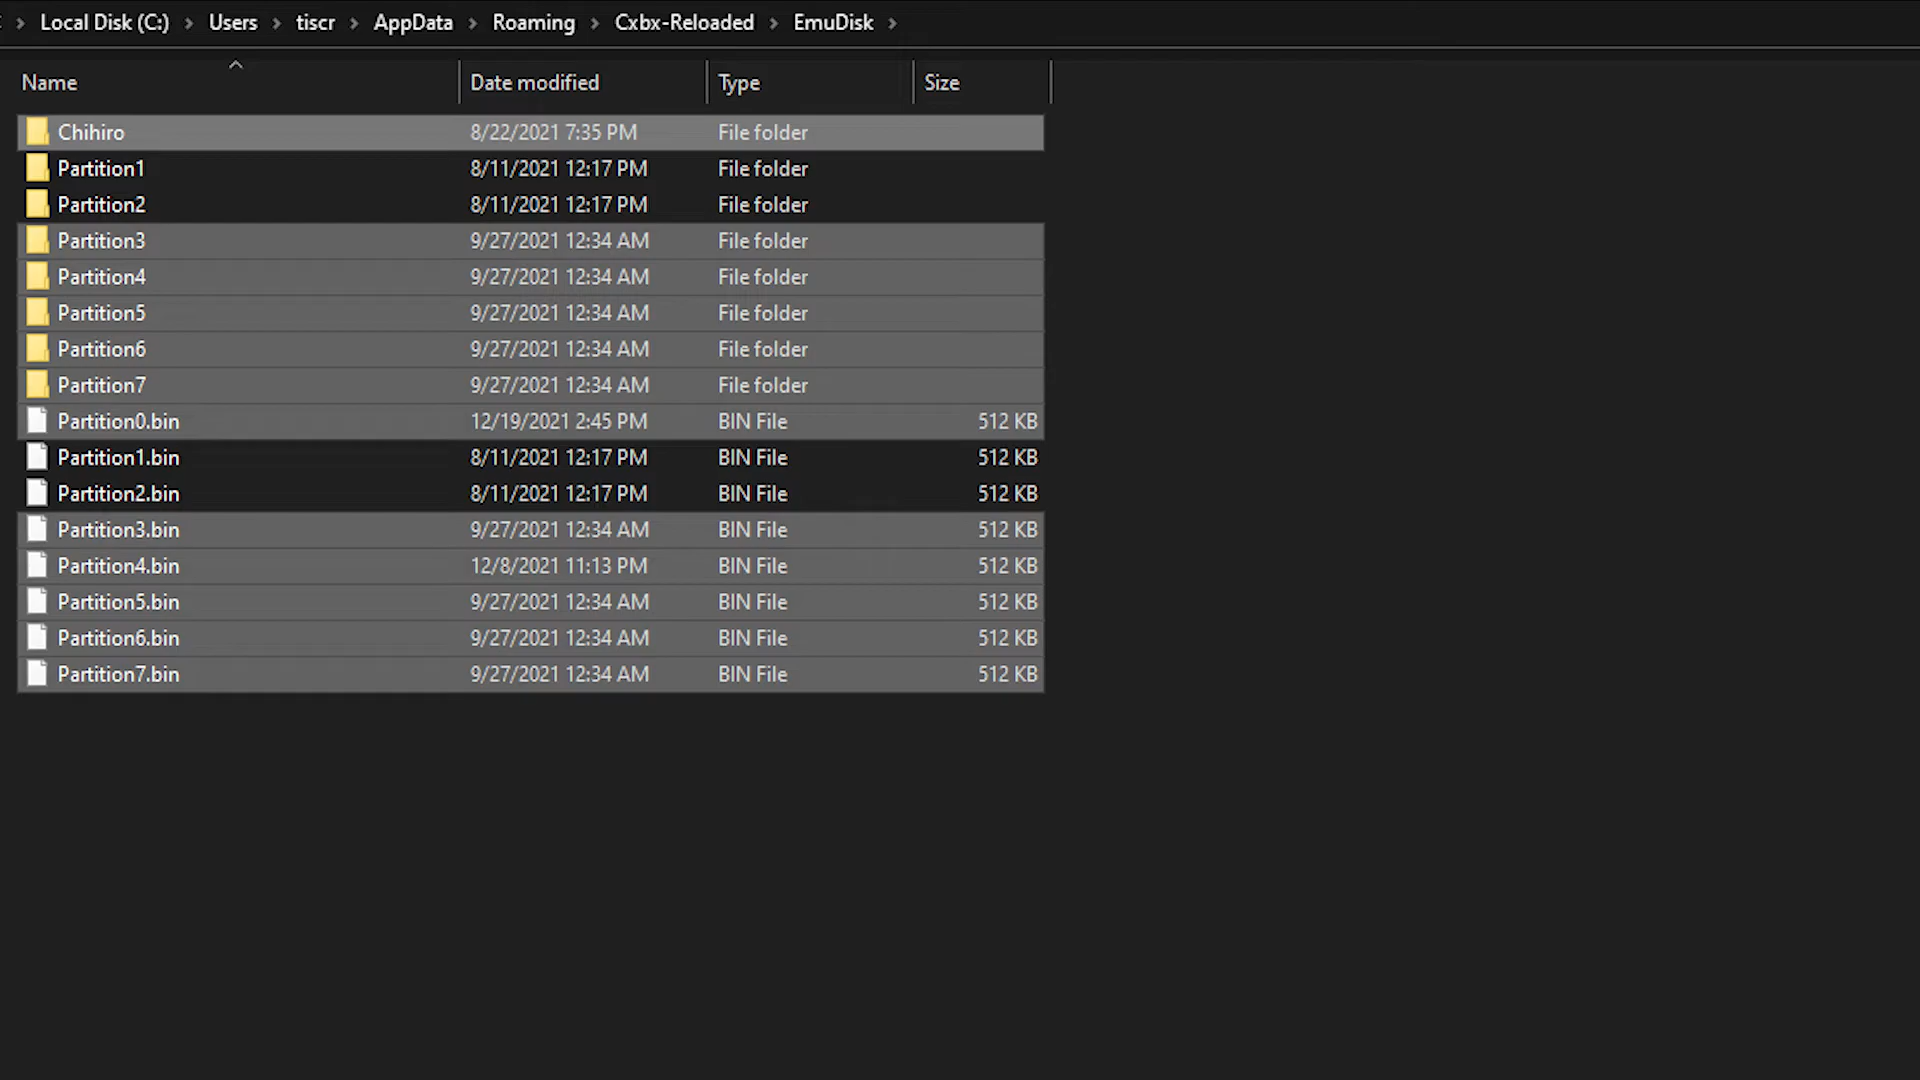 Local Disk (C:) > Users > tiscr > AppData > Roaming > Cxbx-Reloaded > EmuDisk >
Name Date modified Type Size
Chihiro 8/22/2021 7:35 PM File folder
Partition1 8/11/2021 12:17 PM File folder
Partition2 8/11/2021 12:17 PM File folder
Partition3 9/27/2021 12:34 AM File folder
Partition4 9/27/2021 12:34 AM File folder
Partition5 9/27/2021 12:34 AM File folder
Partition6 9/27/2021 12:34 AM File folder
Partition7 9/27/2021 12:34 AM File folder
Partition0.bin 12/19/2021 2:45 PM BIN File 512 KB
Partition1.bin 8/11/2021 12:17 PM BIN File 512 KB
Partition2.bin 8/11/2021 12:17 PM BIN File 512 KB
Partition3.bin 9/27/2021 12:34 AM BIN File 512 KB
Partition4.bin 12/8/2021 11:13 PM BIN File 512 KB
Partition5.bin 9/27/2021 12:34 AM BIN File 512 KB
Partition6.bin 9/27/2021 12:34 AM BIN File 512 KB
Partition7.bin 9/27/2021 12:34 AM BIN File 512 KB